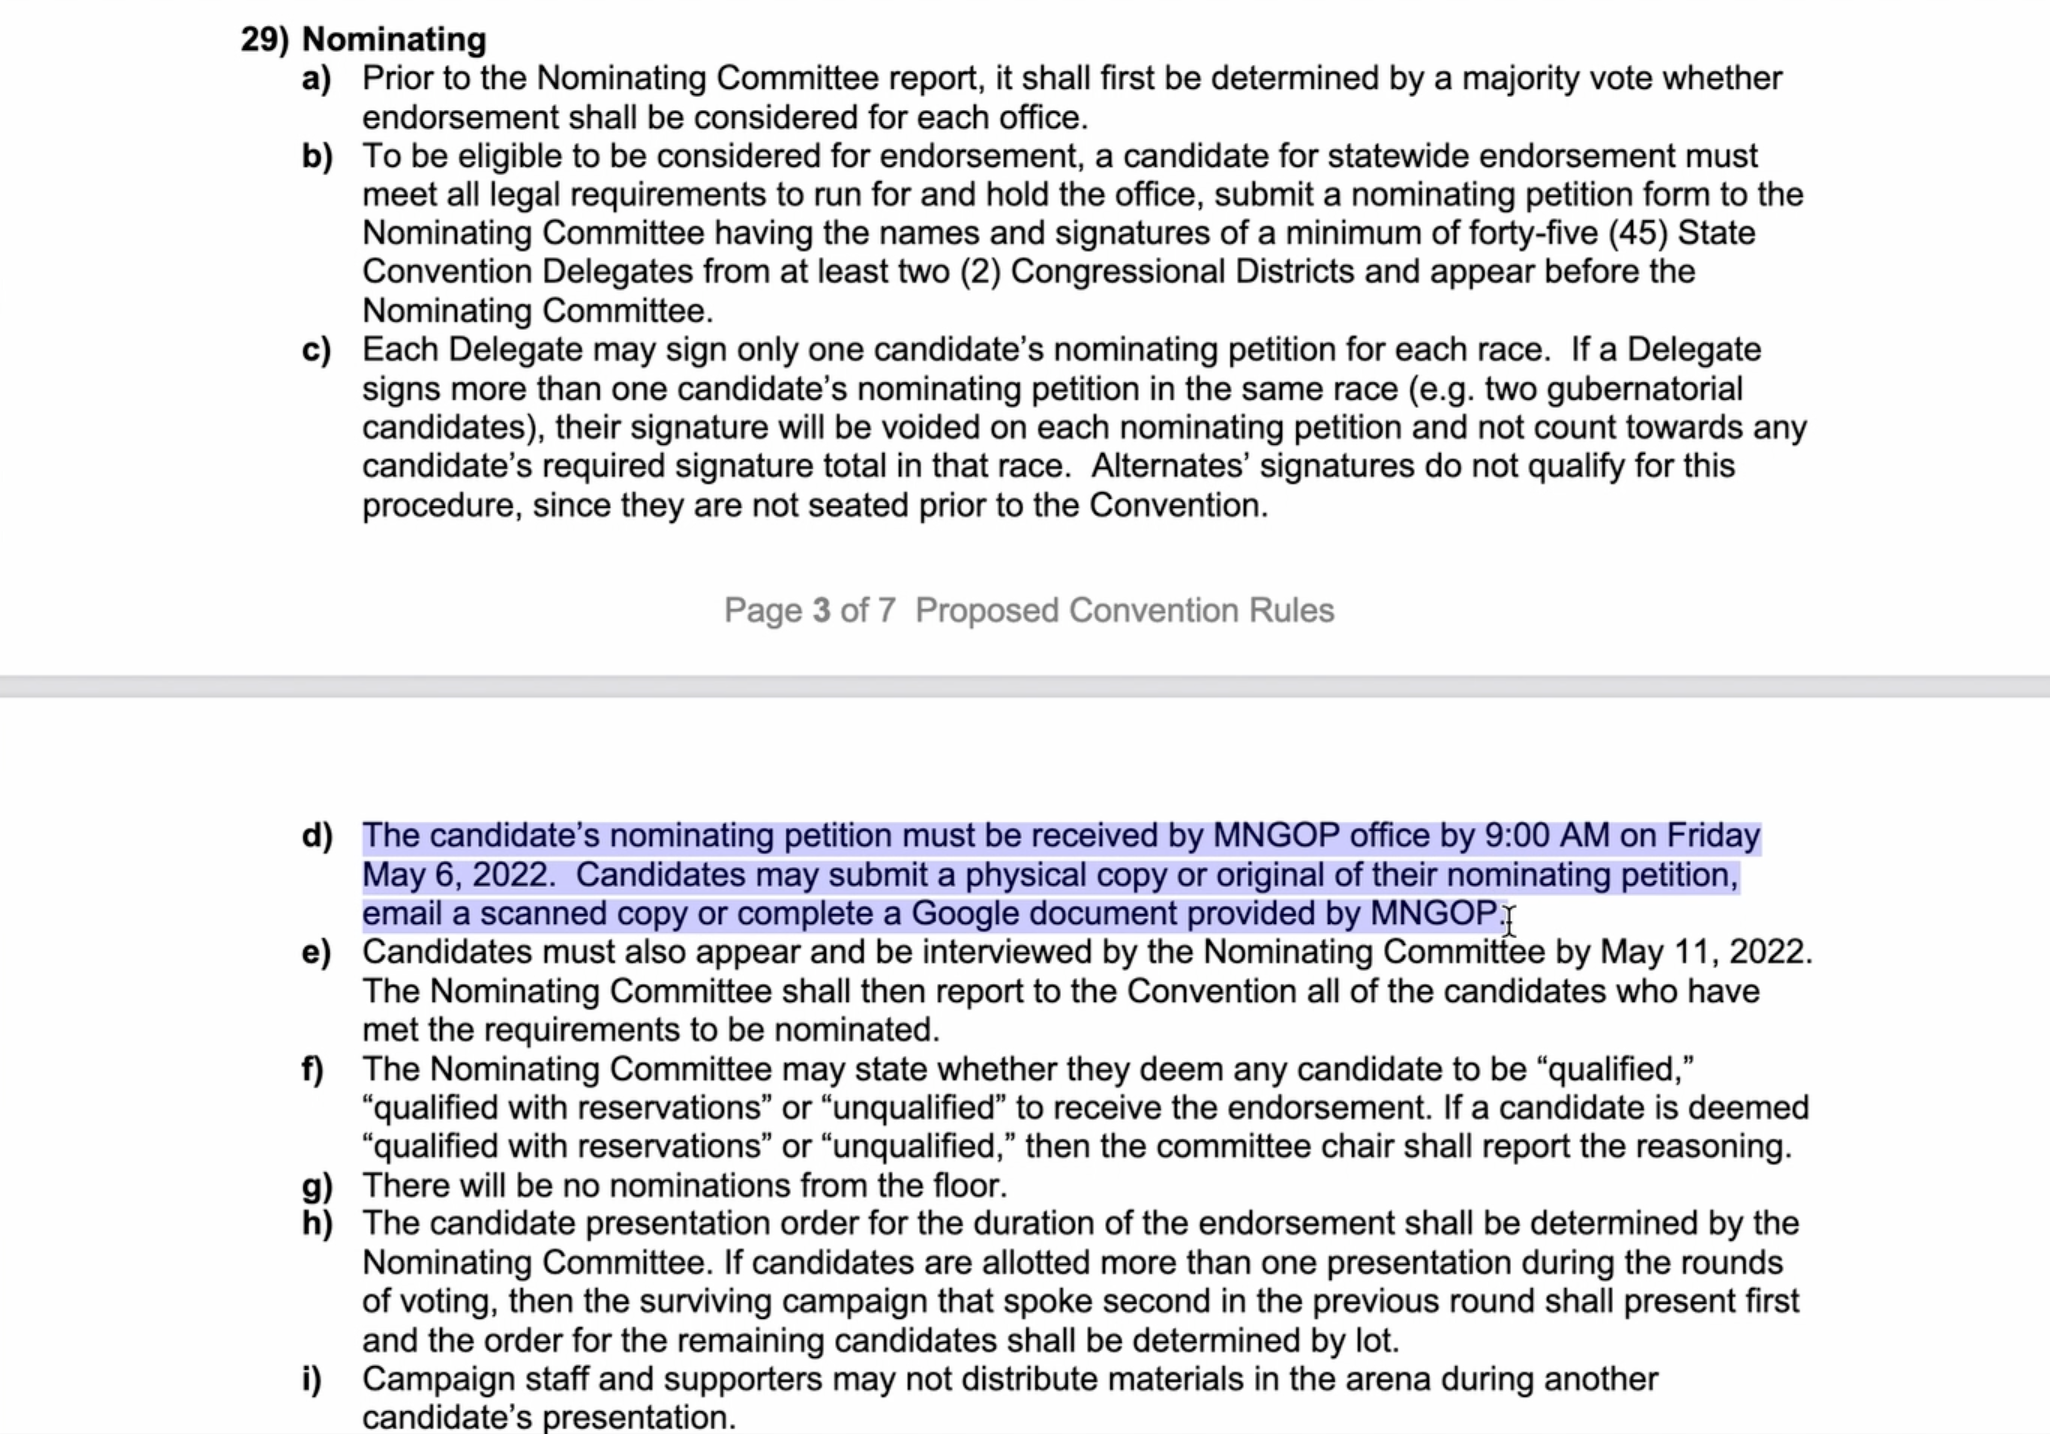 29) Nominating
a) Prior to the Nominating Committee report, it shall first be determined by a majority vote whether
endorsement shall be considered for each office.
b) To be eligible to be considered for endorsement, a candidate for statewide endorsement must
meet all legal requirements to run for and hold the office, submit a nominating petition form to the
Nominating Committee having the names and signatures of a minimum of forty-five (45) State
Convention Delegates from at least two (2) Congressional Districts and appear before the
Nominating Committee.
c) Each Delegate may sign only one candidate’s nominating petition for each race.  If a Delegate
signs more than one candidate’s nominating petition in the same race (e.g. two gubernatorial
candidates), their signature will be voided on each nominating petition and not count towards any
candidate’s required signature total in that race.  Alternates’ signatures do not qualify for this
procedure, since they are not seated prior to the Convention.
Page 3 of 7  Proposed Convention Rules
d) The candidate’s nominating petition must be received by MNGOP office by 9:00 AM on Friday
May 6, 2022.  Candidates may submit a physical copy or original of their nominating petition,
email a scanned copy or complete a Google document provided by MNGOP.
e) Candidates must also appear and be interviewed by the Nominating Committee by May 11, 2022.
The Nominating Committee shall then report to the Convention all of the candidates who have
met the requirements to be nominated.
f) The Nominating Committee may state whether they deem any candidate to be “qualified,”
“qualified with reservations” or “unqualified” to receive the endorsement. If a candidate is deemed
“qualified with reservations” or “unqualified,” then the committee chair shall report the reasoning.
g) There will be no nominations from the floor.
h) The candidate presentation order for the duration of the endorsement shall be determined by the
Nominating Committee. If candidates are allotted more than one presentation during the rounds
of voting, then the surviving campaign that spoke second in the previous round shall present first
and the order for the remaining candidates shall be determined by lot.
i) Campaign staff and supporters may not distribute materials in the arena during another
candidate’s presentation.